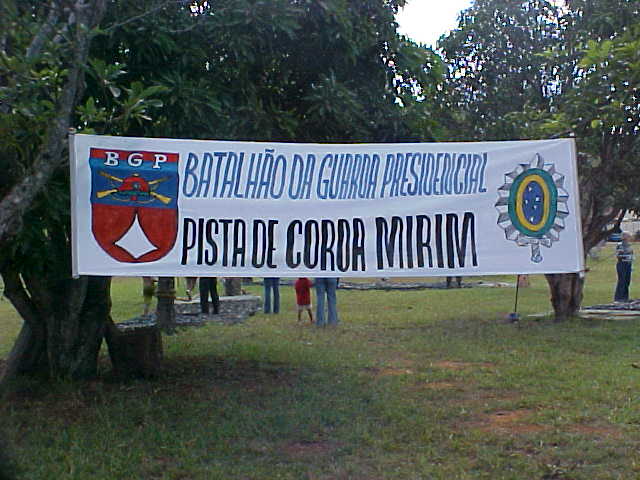 BGP
BATALHÃO DA GUARDA PRESIDENCIAL
PISTA DE CORDA MIRIM